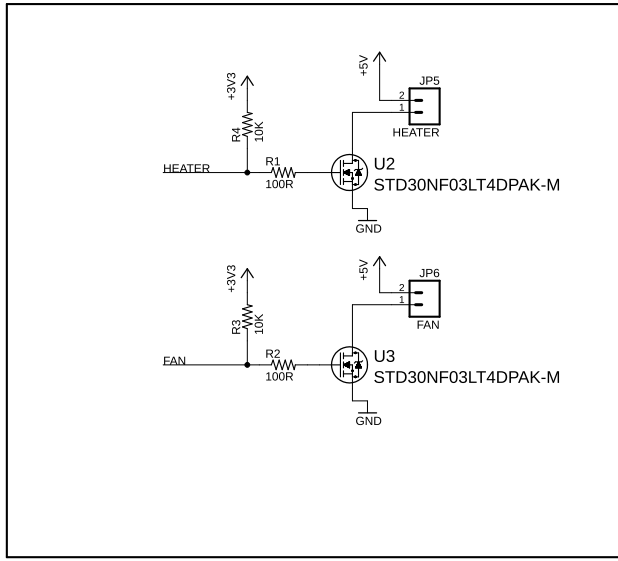 +5V
JP5
+3V3
2
1
R4
10K
HEATER
HEATER
R1
U2
100R
STD30NF03LT4DPAK-M
GND
+5V
JP6
+3V3
2
1
R3
10K
FAN
FAN
R2
U3
100R
STD30NF03LT4DPAK-M
GND